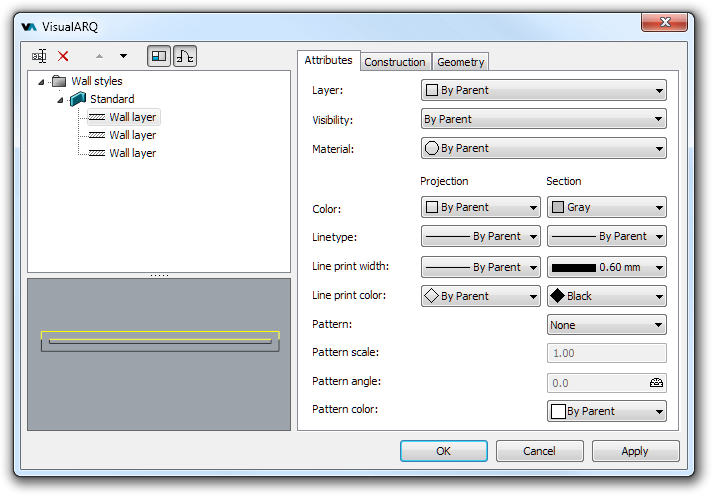 VisualARQ
Wall styles
Standard
Wall layer
Wall layer
Wall layer
Attributes Construction Geometry
Layer: By Parent
Visibility: By Parent
Material: By Parent
Projection Section
Color: By Parent Gray
Linetype: By Parent By Parent
Line print width: By Parent 0.60 mm
Line print color: By Parent Black
Pattern: None
Pattern scale: 1.00
Pattern angle: 0.0
Pattern color: By Parent
OK Cancel Apply